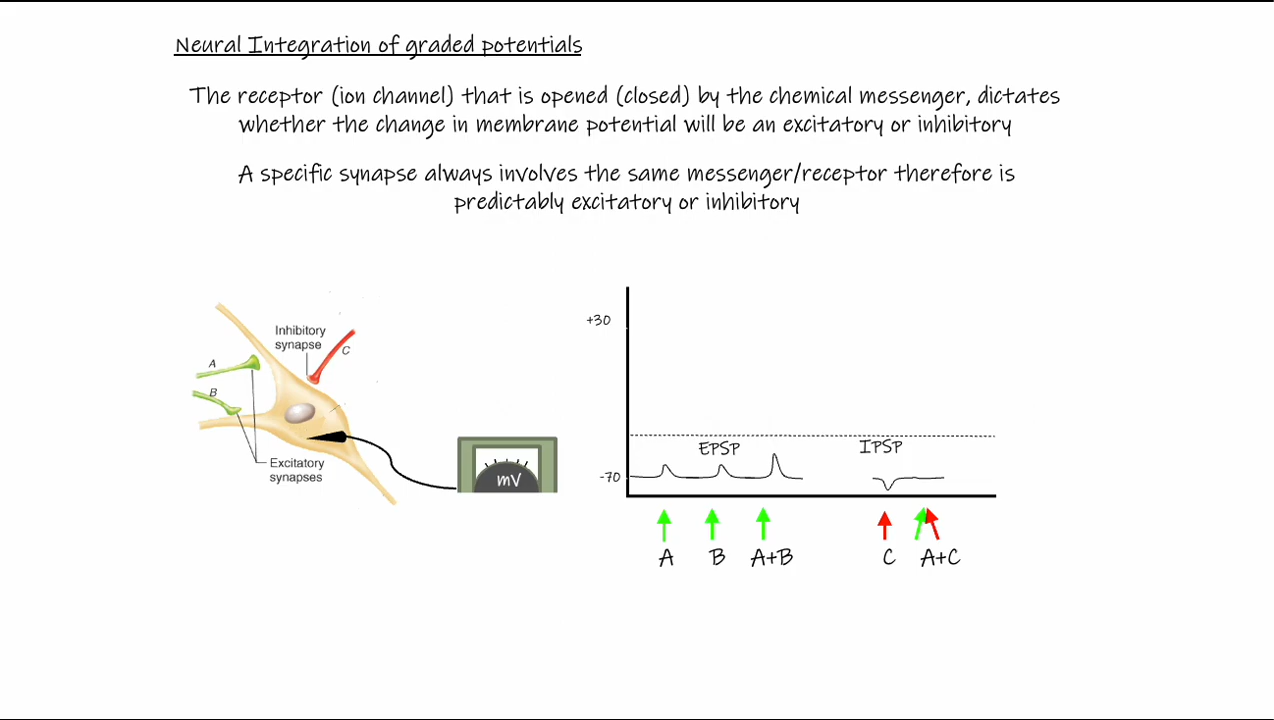 Neural Integration of graded potentials
The receptor (ion channel) that is opened (closed) by the chemical messenger, dictates
whether the change in membrane potential will be an excitatory or inhibitory
A specific synapse always involves the same messenger/receptor therefore is
predictably excitatory or inhibitory
Inhibitory
synapse
C
A
B
Excitatory
synapses
mV
+30
EPSP
IPSP
-70
A
B
A+B
C
A+C